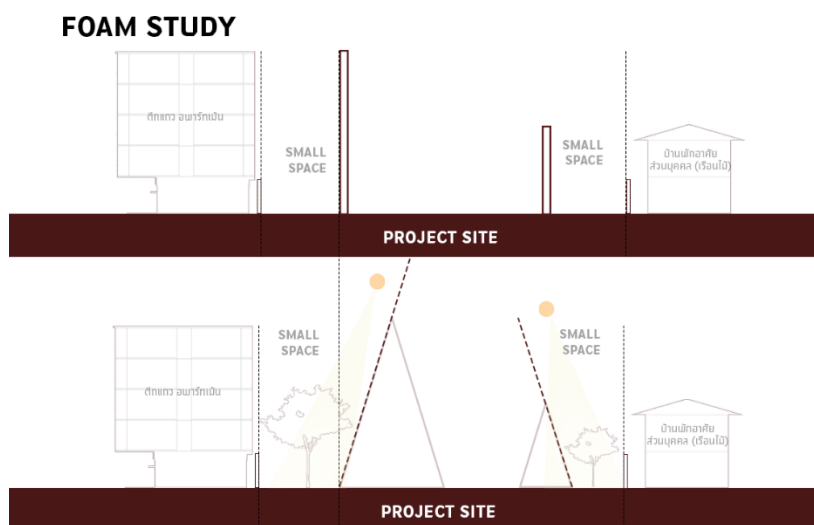 FOAM STUDY
ตึกแถว อพาร์ทเม้น
SMALL
SPACE
SMALL
SPACE
บ้านพักอาศัย
ส่วนบุคคล (เรือนไม้)
PROJECT SITE
SMALL
SPACE
SMALL
SPACE
ตึกแถว อพาร์ทเม้น
บ้านพักอาศัย
ส่วนบุคคล (เรือนไม้)
PROJECT SITE